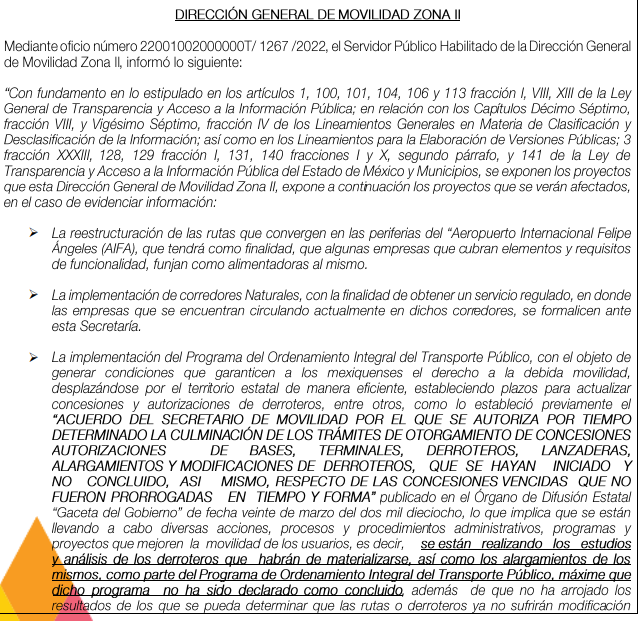 DIRECCIÓN GENERAL DE MOVILIDAD ZONA II
Mediante oficio número 22001002000000T/ 1267 /2022, el Servidor Público Habilitado de la Dirección General
de Movilidad Zona II, informó lo siguiente:
“Con fundamento en lo estipulado en los artículos 1, 100, 101, 104, 106 y 113 fracción I, VIII, XIII de la Ley
General de Transparencia y Acceso a la Información Pública; en relación con los Capítulos Décimo Séptimo,
fracción VIII, y Vigésimo Séptimo, fracción IV de los Lineamientos Generales en Materia de Clasificación y
Desclasificación de la Información; así como en los Lineamientos para la Elaboración de Versiones Públicas; 3
fracción XXXIII, 128, 129 fracción I, 131, 140 fracciones I y X, segundo párrafo, y 141 de la Ley de
Transparencia y Acceso a la Información Pública del Estado de México y Municipios, se exponen los proyectos
que esta Dirección General de Movilidad Zona II, expone a continuación los proyectos que se verán afectados,
en el caso de evidenciar información:
➢ La reestructuración de las rutas que convergen en las periferias del “Aeropuerto Internacional Felipe
Ángeles (AIFA), que tendrá como finalidad, que algunas empresas que cubran elementos y requisitos
de funcionalidad, funjan como alimentadoras al mismo.
➢ La implementación de corredores Naturales, con la finalidad de obtener un servicio regulado, en donde
las empresas que se encuentran circulando actualmente en dichos corredores, se formalicen ante
esta Secretaría.
➢ La implementación del Programa del Ordenamiento Integral del Transporte Público, con el objeto de
generar condiciones que garanticen a los mexiquenses el derecho a la debida movilidad,
desplazándose por el territorio estatal de manera eficiente, estableciendo plazos para actualizar
concesiones y autorizaciones de derroteros, entre otros, como lo estableció previamente el
“ACUERDO DEL SECRETARIO DE MOVILIDAD POR EL QUE SE AUTORIZA POR TIEMPO
DETERMINADO LA CULMINACIÓN DE LOS TRÁMITES DE OTORGAMIENTO DE CONCESIONES
AUTORIZACIONES DE BASES, TERMINALES, DERROTEROS, LANZADERAS,
ALARGAMIENTOS Y MODIFICACIONES DE DERROTEROS, QUE SE HAYAN INICIADO Y
NO CONCLUIDO, ASI MISMO, RESPECTO DE LAS CONCESIONES VENCIDAS QUE NO
FUERON PRORROGADAS EN TIEMPO Y FORMA” publicado en el Órgano de Difusión Estatal
“Gaceta del Gobierno” de fecha veinte de marzo del dos mil dieciocho, lo que implica que se están
llevando a cabo diversas acciones, procesos y procedimientos administrativos, programas y
proyectos que mejoren la movilidad de los usuarios, es decir, se están realizando los estudios
y análisis de los derroteros que habrán de materializarse, así como los alargamientos de los
mismos, como parte del Programa de Ordenamiento Integral del Transporte Público, máxime que
dicho programa no ha sido declarado como concluido, además de que no ha arrojado los
resultados de los que se pueda determinar que las rutas o derroteros ya no sufrirán modificación